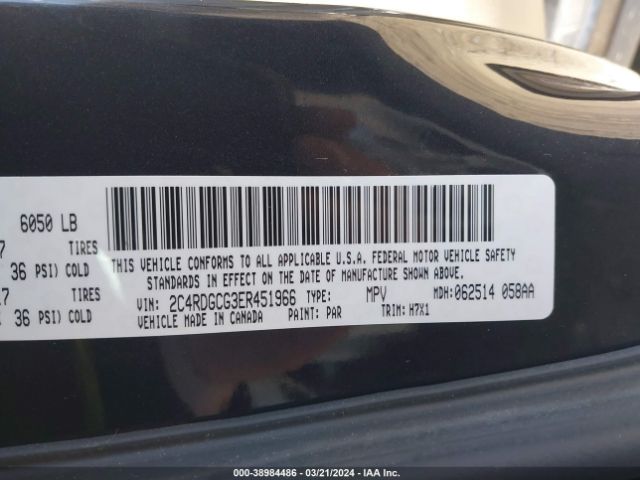 6050 LB
7 TIRES
36 PSI) COLD
17 TIRES
36 PSI) COLD
THIS VEHICLE CONFORMS TO ALL APPLICABLE U.S.A. FEDERAL MOTOR VEHICLE SAFETY
STANDARDS IN EFFECT ON THE DATE OF MANUFACTURE SHOWN ABOVE.
VIN: 2C4RDGCG3ER451966 TYPE: MPV MDH:062514 058AA
VEHICLE MADE IN CANADA PAINT: PAR TRIM: H7X1
000-38984486 - 03/21/2024 - IAA Inc.